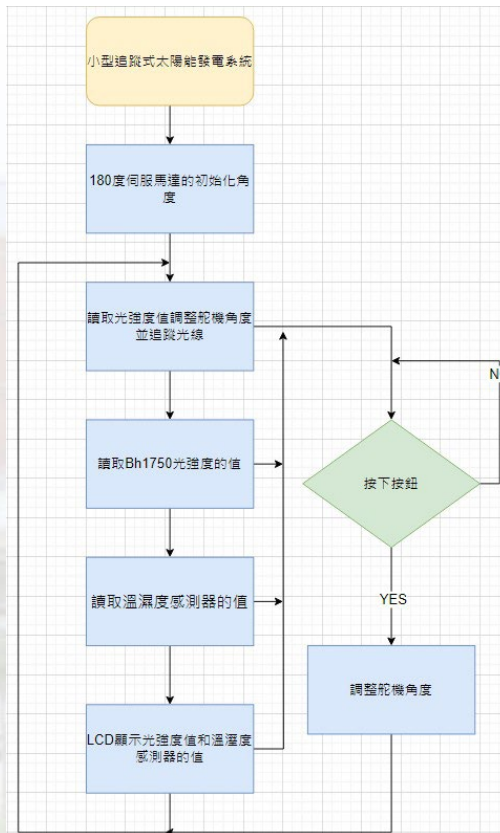 小型追蹤式太陽能發電系統
180度伺服馬達的初始化角
度
讀取光強度值調整舵機角度
並追蹤光線
N
讀取Bh1750光強度的值
按下按鈕
讀取溫濕度感測器的值
YES
調整舵機角度
LCD顯示光強度值和溫溼度
感測器的值